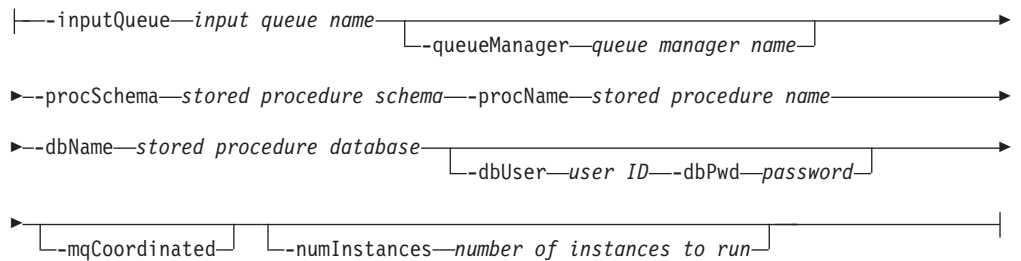 -inputQueue input queue name
-queueManager queue manager name
-procSchema stored procedure schema -procName stored procedure name
-dbName stored procedure database
-dbUser user ID -dbPwd password
-mqCoordinated -numInstances number of instances to run